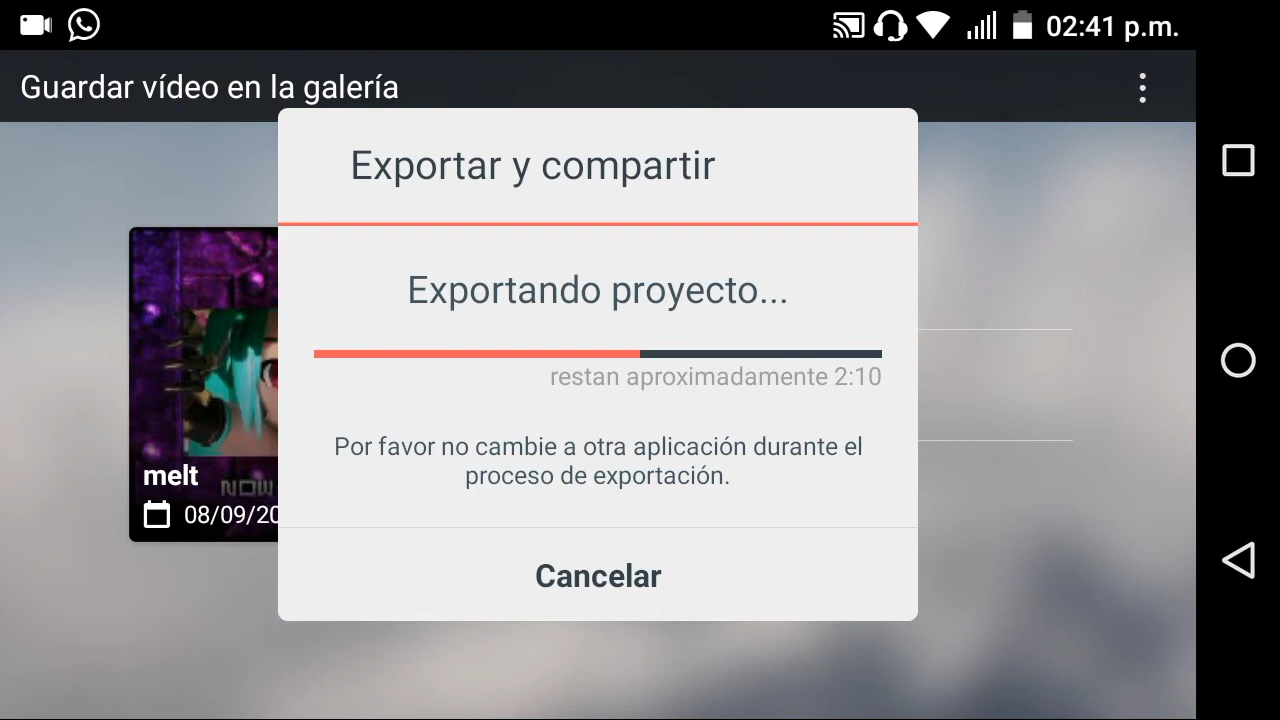 02:41 p.m.
Guardar vídeo en la galería
Exportar y compartir
Exportando proyecto...
restan aproximadamente 2:10
Por favor no cambie a otra aplicación durante el
proceso de exportación.
Cancelar
melt
NOW
08/09/20